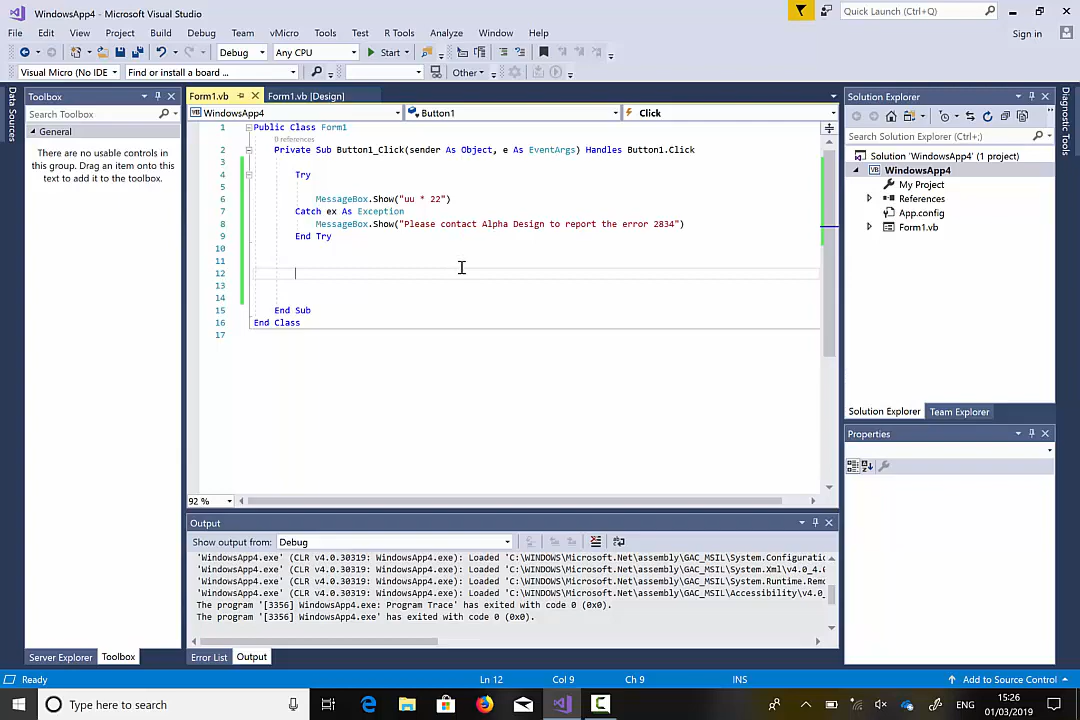 WindowsApp4 - Microsoft Visual Studio
Quick Launch (Ctrl+Q)
File Edit View Project Build Debug Team vMicro Tools Test R Tools Analyze Window Help
Sign in
Debug Any CPU Start
Visual Micro (No IDE Find or install a board ... Other
Data Sources
Toolbox
Search Toolbox
General
There are no usable controls in
this group. Drag an item onto this
text to add it to the toolbox.
Form1.vb Form1.vb [Design]
WindowsApp4 Button1 Click
1 Public Class Form1
0 references
2 Private Sub Button1_Click(sender As Object, e As EventArgs) Handles Button1.Click
3
4 Try
5
6 MessageBox.Show("uu * 22")
7 Catch ex As Exception
8 MessageBox.Show("Please contact Alpha Design to report the error 2834")
9 End Try
10
11
12
13
14
15 End Sub
16 End Class
17
92 %
Solution Explorer
Search Solution Explorer (Ctrl+;)
Solution 'WindowsApp4' (1 project)
WindowsApp4
My Project
References
App.config
Form1.vb
Solution Explorer Team Explorer
Diagnostic Tools
Properties
Output
Show output from: Debug
'WindowsApp4.exe' (CLR v4.0.30319: WindowsApp4.exe): Loaded 'C:\WINDOWS\Microsoft.Net\assembly\GAC_MSIL\System.Configuratio
'WindowsApp4.exe' (CLR v4.0.30319: WindowsApp4.exe): Loaded 'C:\WINDOWS\Microsoft.Net\assembly\GAC_MSIL\System.Xml\v4.0_4.0
'WindowsApp4.exe' (CLR v4.0.30319: WindowsApp4.exe): Loaded 'C:\WINDOWS\Microsoft.Net\assembly\GAC_MSIL\System.Runtime.Remo
'WindowsApp4.exe' (CLR v4.0.30319: WindowsApp4.exe): Loaded 'C:\WINDOWS\Microsoft.Net\assembly\GAC_MSIL\Accessibility\v4.0_
The program '[3356] WindowsApp4.exe: Program Trace' has exited with code 0 (0x0).
The program '[3356] WindowsApp4.exe' has exited with code 0 (0x0).
Server Explorer Toolbox Error List Output
Ready Ln 12 Col 9 Ch 9 INS Add to Source Control
Type here to search
ENG
15:26
01/03/2019